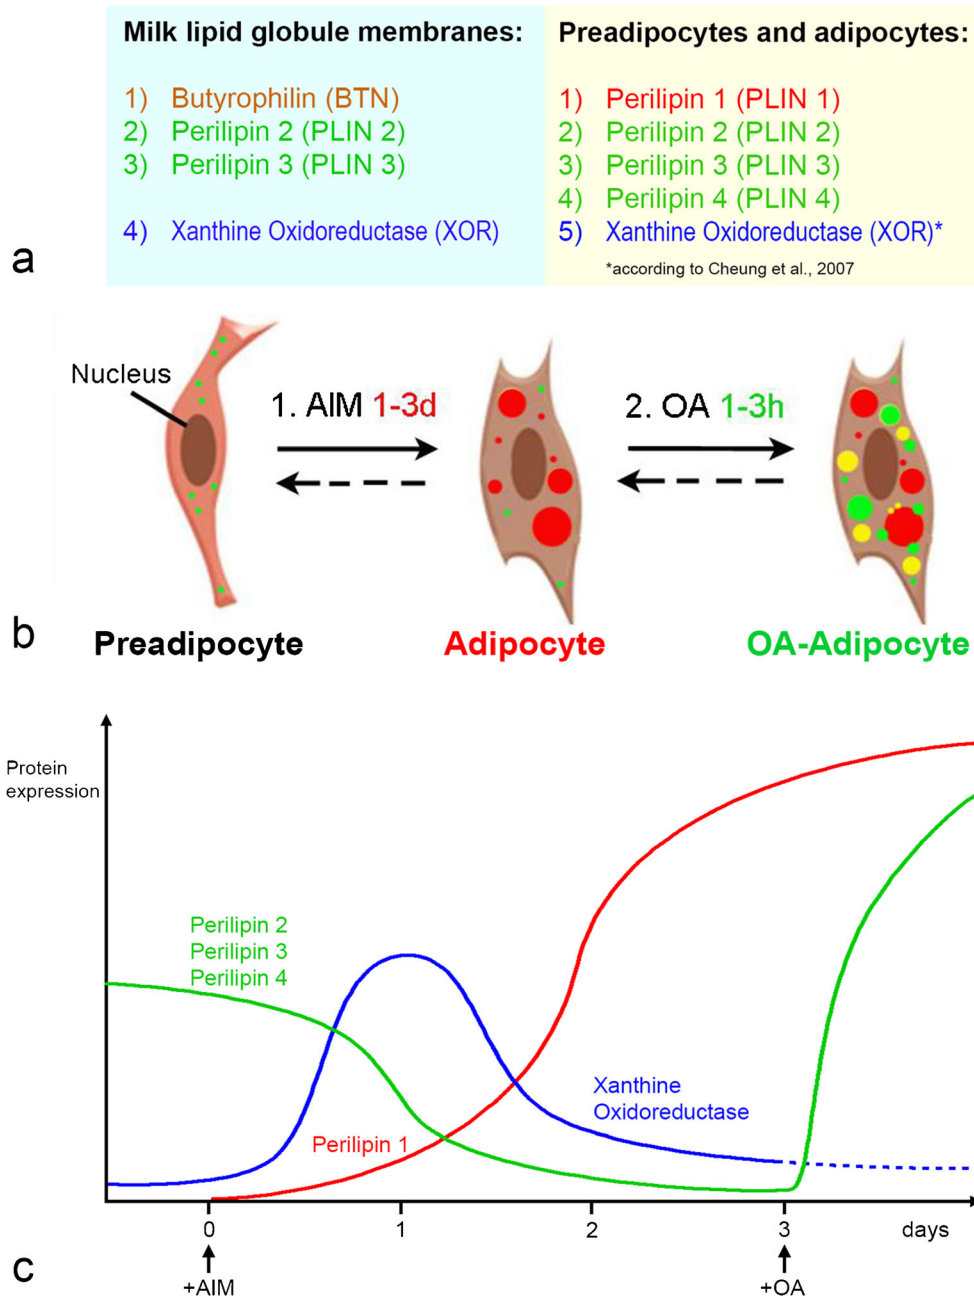 Milk lipid globule membranes:
1) Butyrophilin (BTN)
2) Perilipin 2 (PLIN 2)
3) Perilipin 3 (PLIN 3)
4) Xanthine Oxidoreductase (XOR)
Preadipocytes and adipocytes:
1) Perilipin 1 (PLIN 1)
2) Perilipin 2 (PLIN 2)
3) Perilipin 3 (PLIN 3)
4) Perilipin 4 (PLIN 4)
5) Xanthine Oxidoreductase (XOR)*
*according to Cheung et al., 2007
a
Nucleus
1. AIM 1-3d
2. OA 1-3h
b
Preadipocyte
Adipocyte
OA-Adipocyte
Protein
expression
Perilipin 2
Perilipin 3
Perilipin 4
Perilipin 1
Xanthine
Oxidoreductase
0 1 2 3 days
+AIM
+OA
c